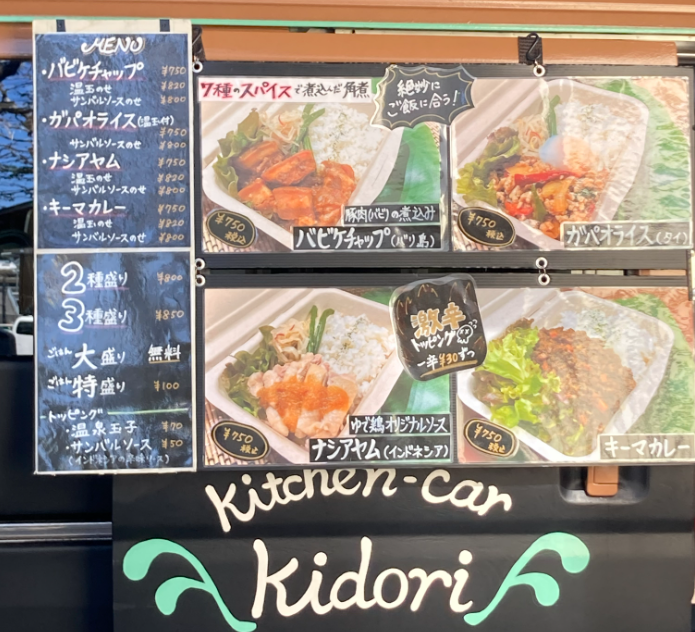 MENU
・バビケチャップ ¥750
温玉のせ ¥820
サンバルソースのせ ¥800
・ガパオライス(温玉付)
¥750
サンバルソースのせ ¥800
・ナシアヤム ¥750
温玉のせ ¥820
サンバルソースのせ ¥800
・キーマカレー ¥750
温玉のせ ¥820
サンバルソースのせ ¥800
2種盛り ¥800
3種盛り ¥850
ごはん大盛り 無料
ごはん特盛り ¥100
-トッピング
・温泉玉子 ¥70
・サンバルソース ¥50
7種のスパイスで煮込んだ角煮
絶妙に
ご飯に合う!
豚肉(バビ)の煮込み
バビケチャップ(バリ島)
¥750
税込
ガパオライス(タイ)
¥750
税込
激辛
トッピング
一辛¥30ずつ
ゆで鶏オリジナルソース
ナシアヤム(インドネシア)
¥750
税込
キーマカレー
¥750
税込
Kitchen-car
Kidori